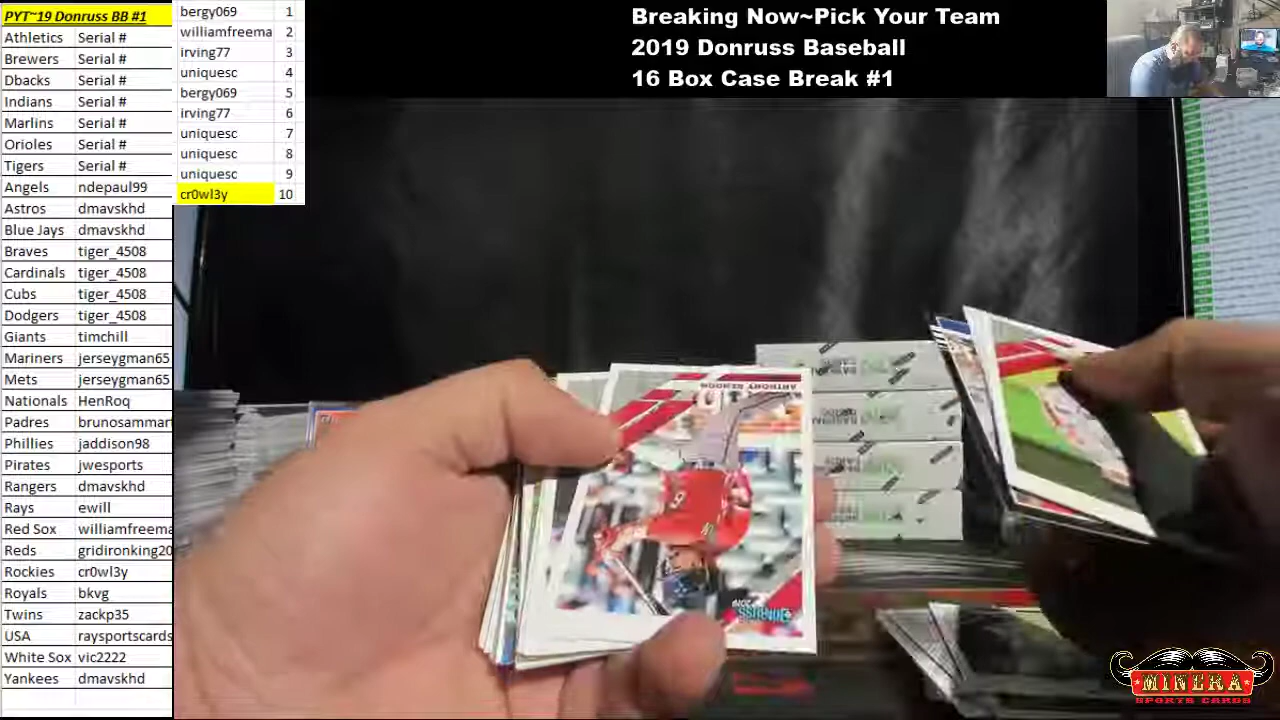 PYT~19 Donruss BB #1
Athletics Serial #
Brewers Serial #
Dbacks Serial #
Indians Serial #
Marlins Serial #
Orioles Serial #
Tigers Serial #
Angels ndepaul99
Astros dmavskhd
Blue Jays dmavskhd
Braves tiger_4508
Cardinals tiger_4508
Cubs tiger_4508
Dodgers tiger_4508
Giants timchill
Mariners jerseygman65
Mets jerseygman65
Nationals HenRoq
Padres brunosammar
Phillies jaddison98
Pirates jwesports
Rangers dmavskhd
Rays ewill
Red Sox williamfreema
Reds gridironking20
Rockies cr0wl3y
Royals bkvg
Twins zackp35
USA raysportscards
White Sox vic2222
Yankees dmavskhd
bergy069 1
williamfreema 2
irving77 3
uniquesc 4
bergy069 5
irving77 6
uniquesc 7
uniquesc 8
uniquesc 9
cr0wl3y 10
Breaking Now~Pick Your Team
2019 Donruss Baseball
16 Box Case Break #1
ANTHONY RENDON
DONRUSS
MINERA
SPORTS CARDS